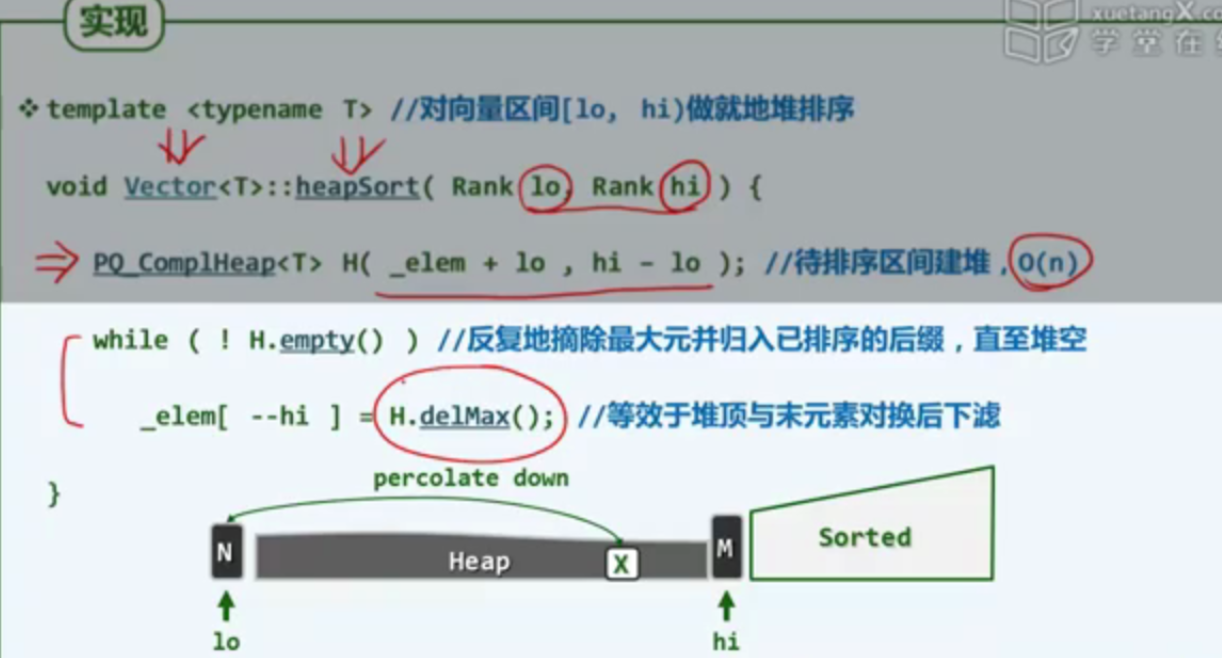 实现
xuetangX.co
学堂在
❖ template <typename T> //对向量区间[lo, hi)做就地堆排序
void Vector<T>::heapSort( Rank lo, Rank hi ) {
PQ_ComplHeap<T> H( _elem + lo , hi - lo ); //待排序区间建堆，O(n)
while ( ! H.empty() ) //反复地摘除最大元并归入已排序的后缀，直至堆空
_elem[ --hi ] = H.delMax(); //等效于堆顶与末元素对换后下滤
}
percolate down
N Heap X M Sorted
lo hi